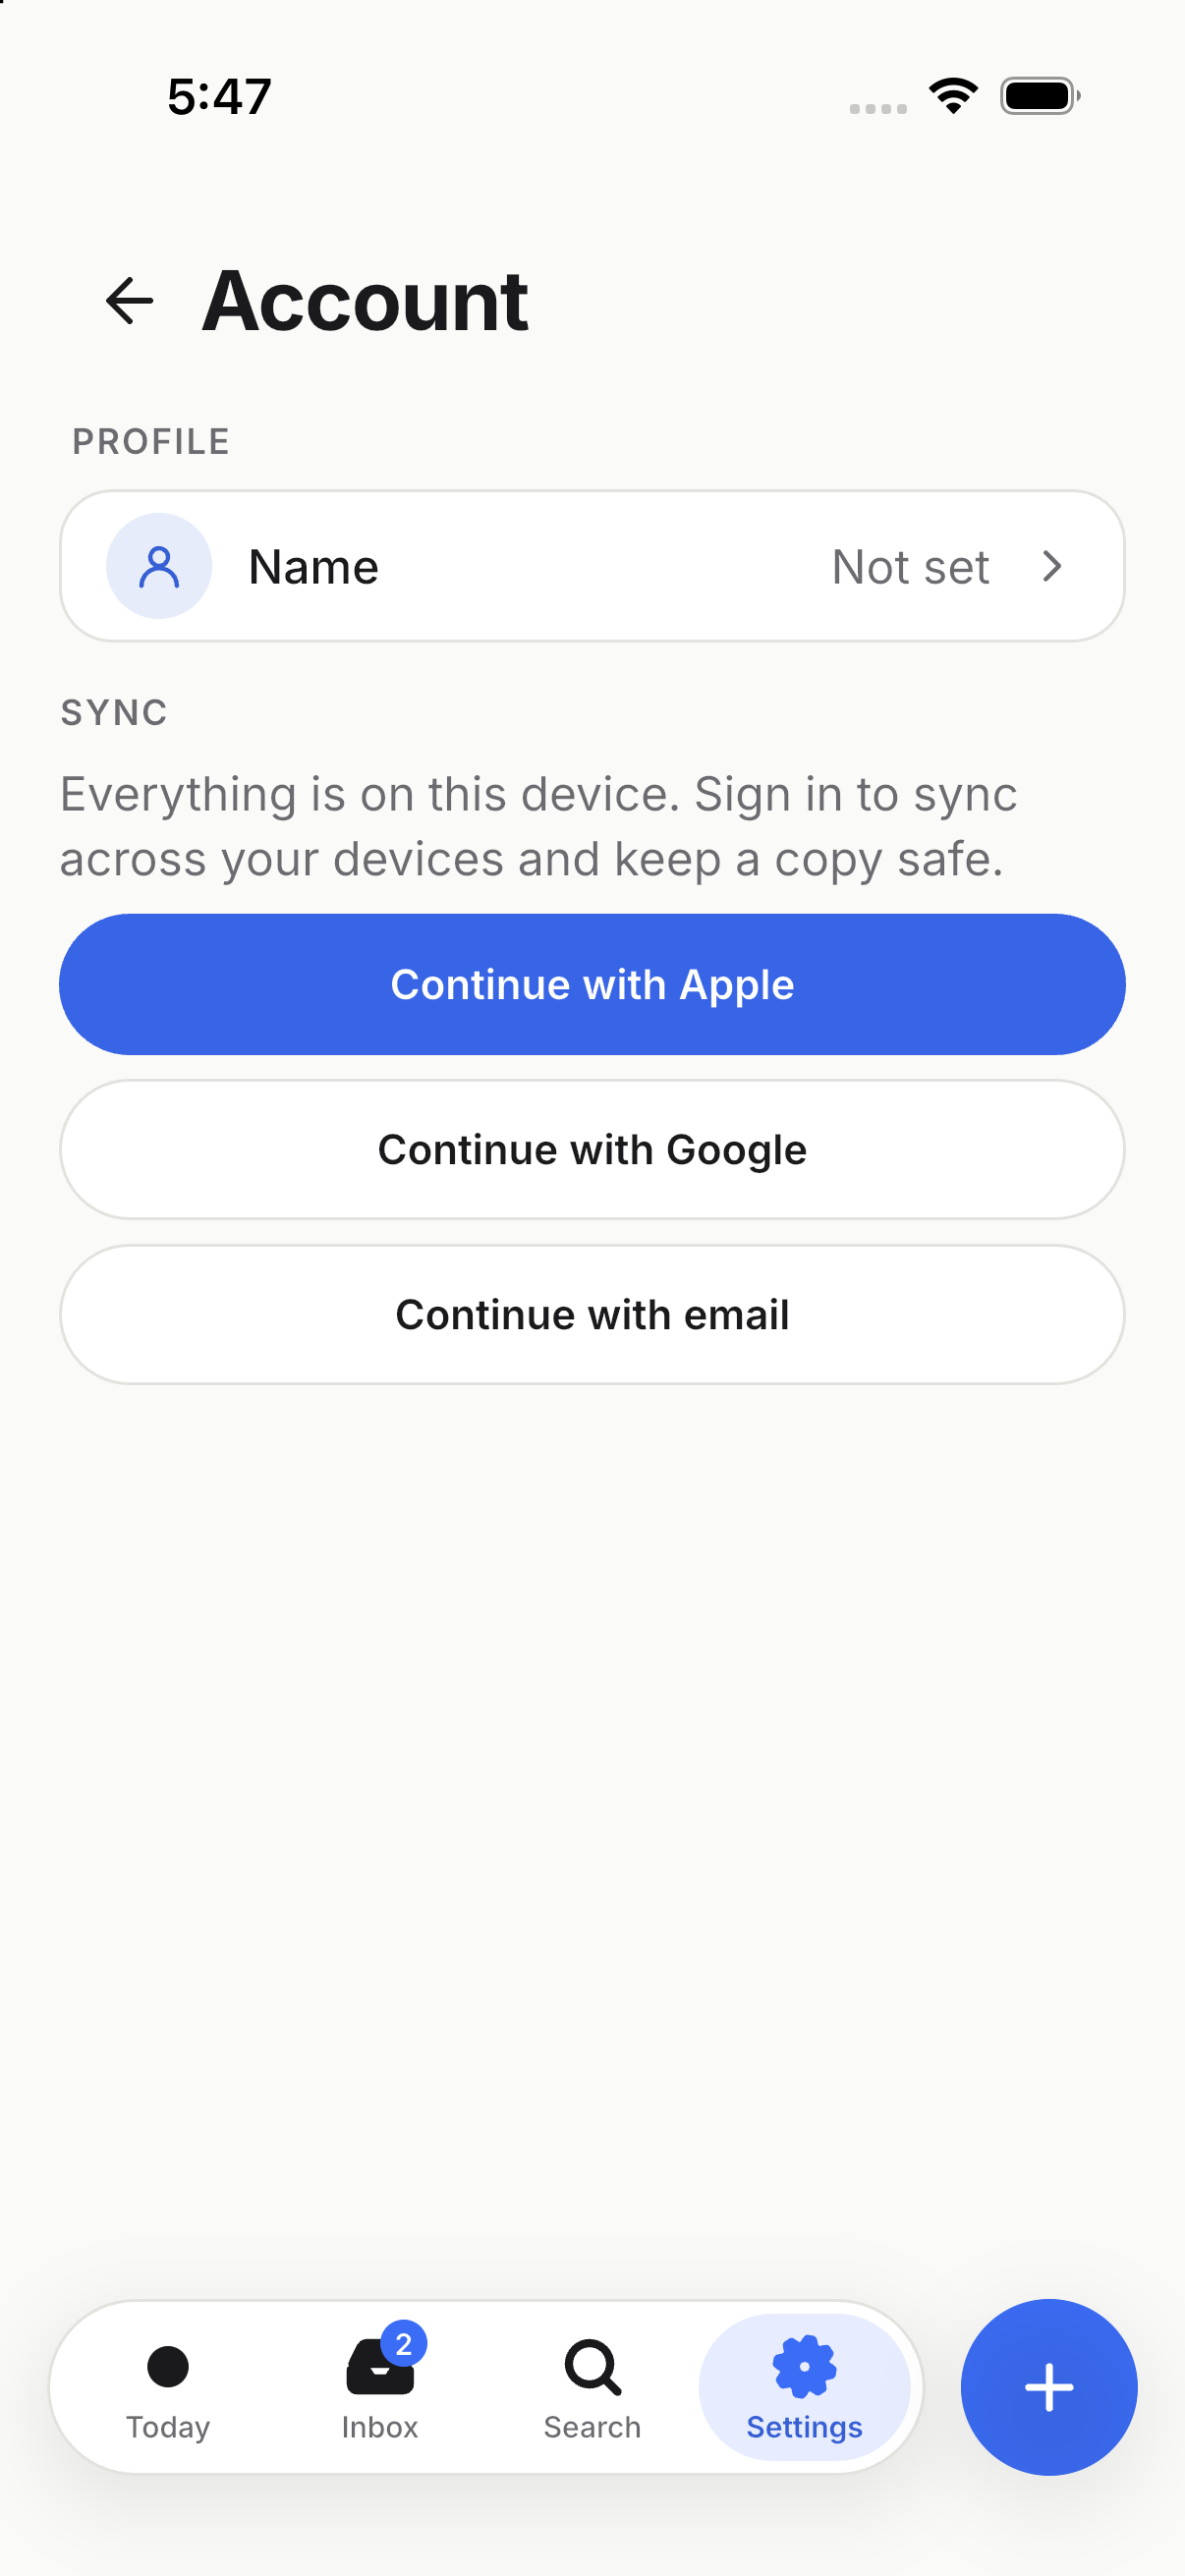 5:47
Account
PROFILE
Name Not set
SYNC
Everything is on this device. Sign in to sync
across your devices and keep a copy safe.
Continue with Apple
Continue with Google
Continue with email
2
Today Inbox Search Settings